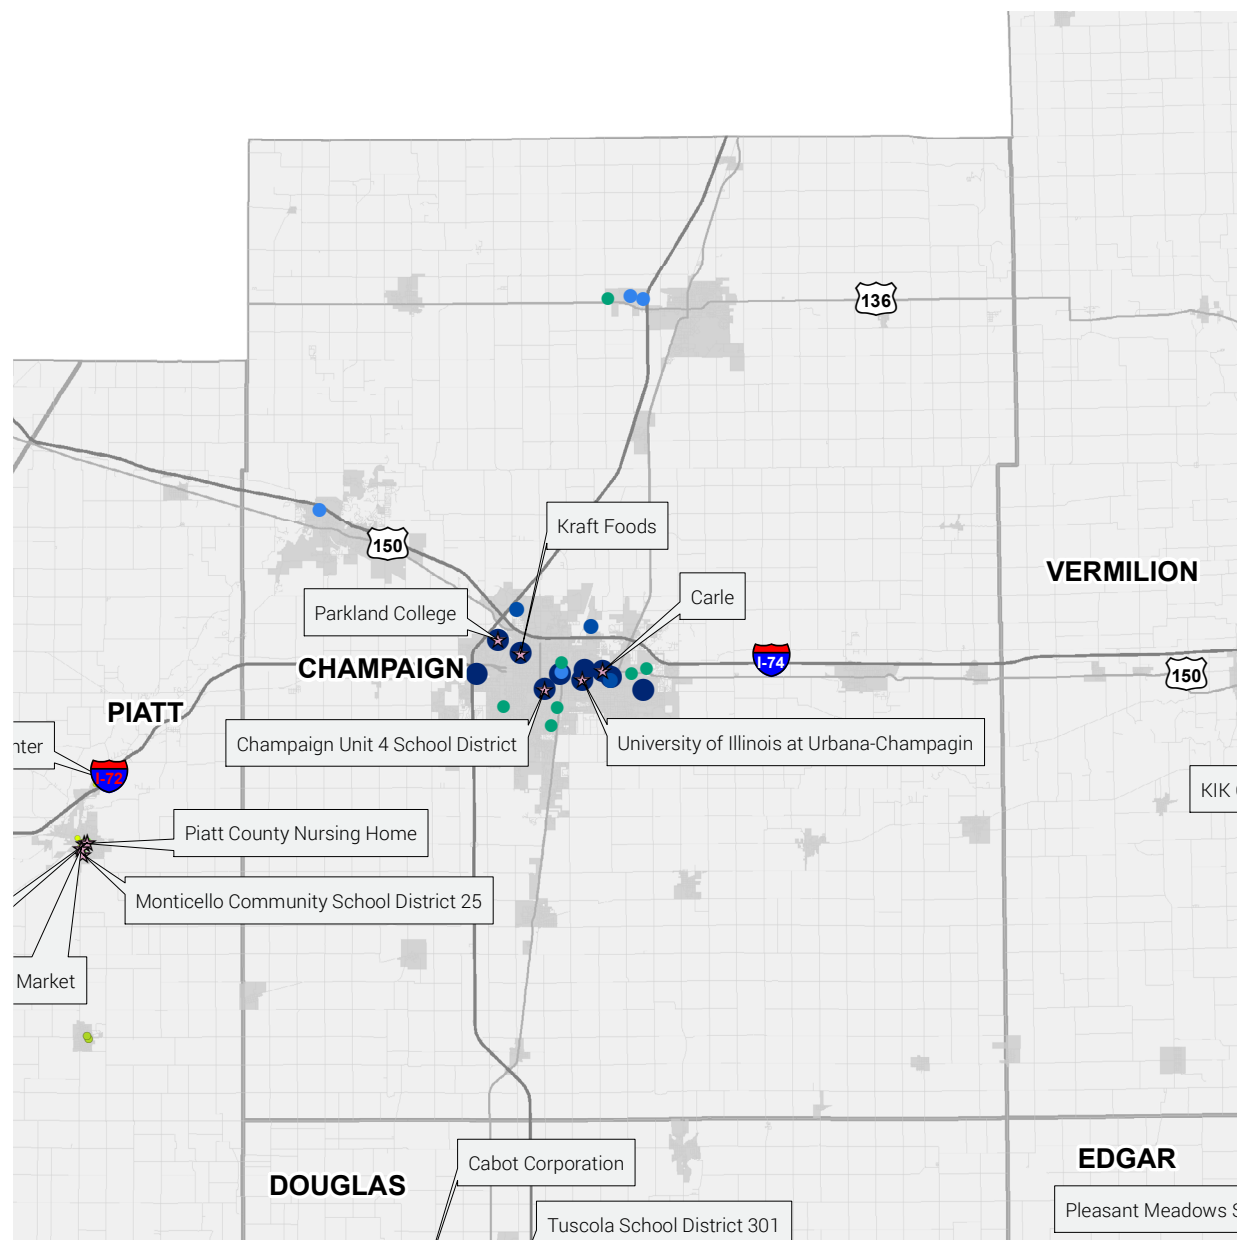 136
Kraft Foods
150
VERMILION
Carle
Parkland College
I-74
CHAMPAIGN
150
PIATT
nter
Champaign Unit 4 School District
University of Illinois at Urbana-Champagin
I-72
KIK
Piatt County Nursing Home
Monticello Community School District 25
Market
Cabot Corporation
EDGAR
DOUGLAS
Pleasant Meadows S
Tuscola School District 301